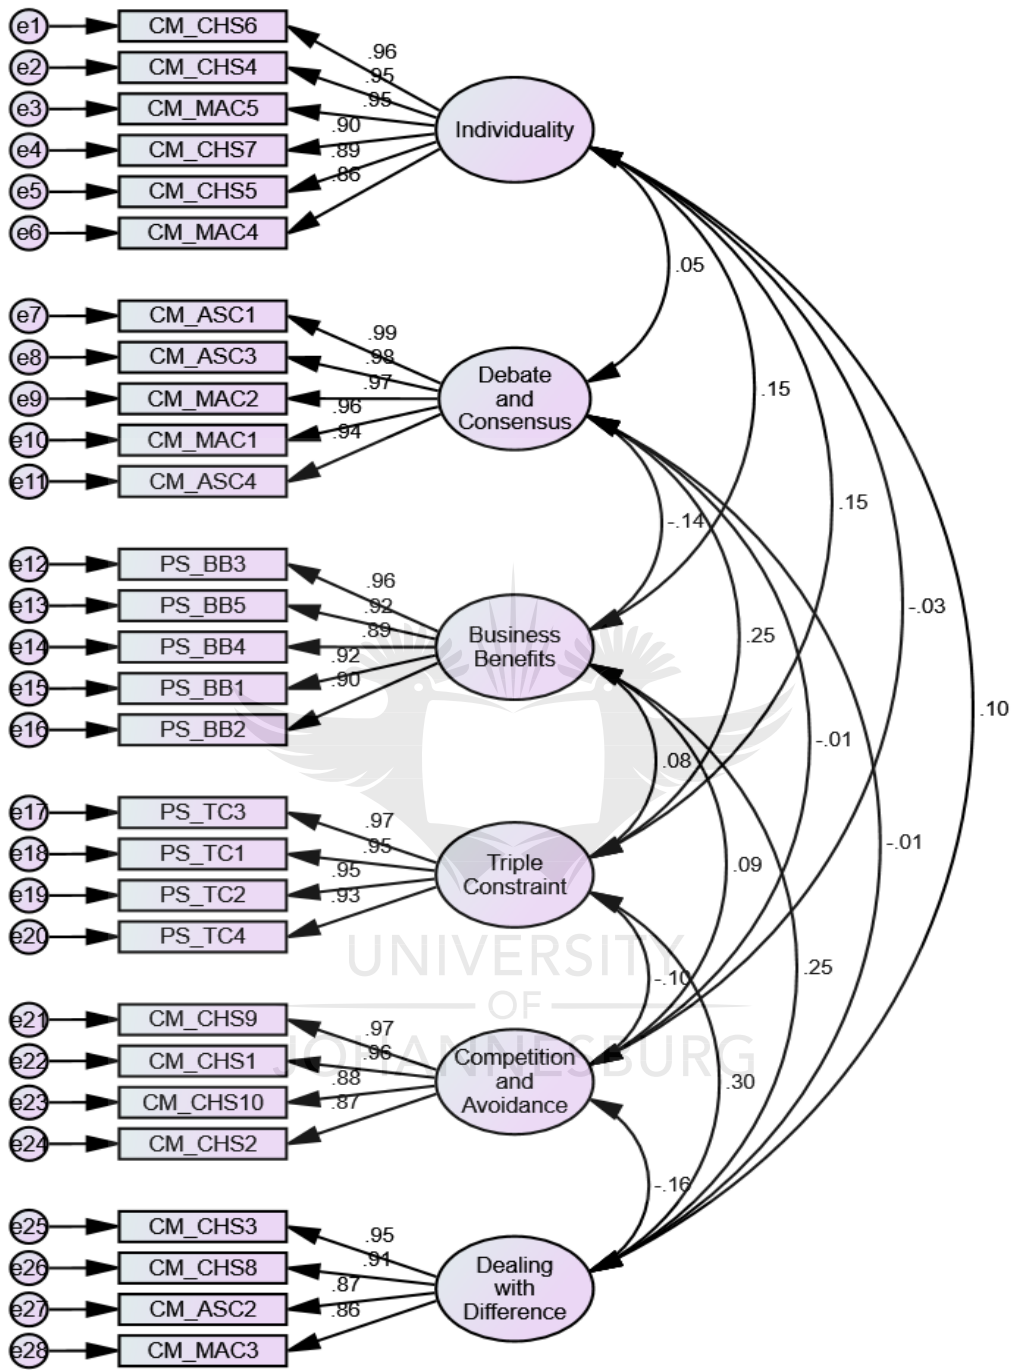 e1 CM_CHS6
e2 CM_CHS4
e3 CM_MAC5
e4 CM_CHS7
e5 CM_CHS5
e6 CM_MAC4
.96
.95
.95
.90
.89
.86
Individuality
e7 CM_ASC1
e8 CM_ASC3
e9 CM_MAC2
e10 CM_MAC1
e11 CM_ASC4
.99
.98
.97
.96
.94
Debate
and
Consensus
e12 PS_BB3
e13 PS_BB5
e14 PS_BB4
e15 PS_BB1
e16 PS_BB2
.96
.92
.89
.92
.90
Business
Benefits
e17 PS_TC3
e18 PS_TC1
e19 PS_TC2
e20 PS_TC4
.97
.95
.95
.93
Triple
Constraint
e21 CM_CHS9
e22 CM_CHS1
e23 CM_CHS10
e24 CM_CHS2
.97
.96
.88
.87
Competition
and
Avoidance
e25 CM_CHS3
e26 CM_CHS8
e27 CM_ASC2
e28 CM_MAC3
.95
.91
.87
.86
Dealing
with
Difference
.05
.15
.15
-.14
-.03
.25
.10
-.01
.08
-.01
.09
.25
-.10
.30
-.16
UNIVERSITY
OF
JOHANNESBURG